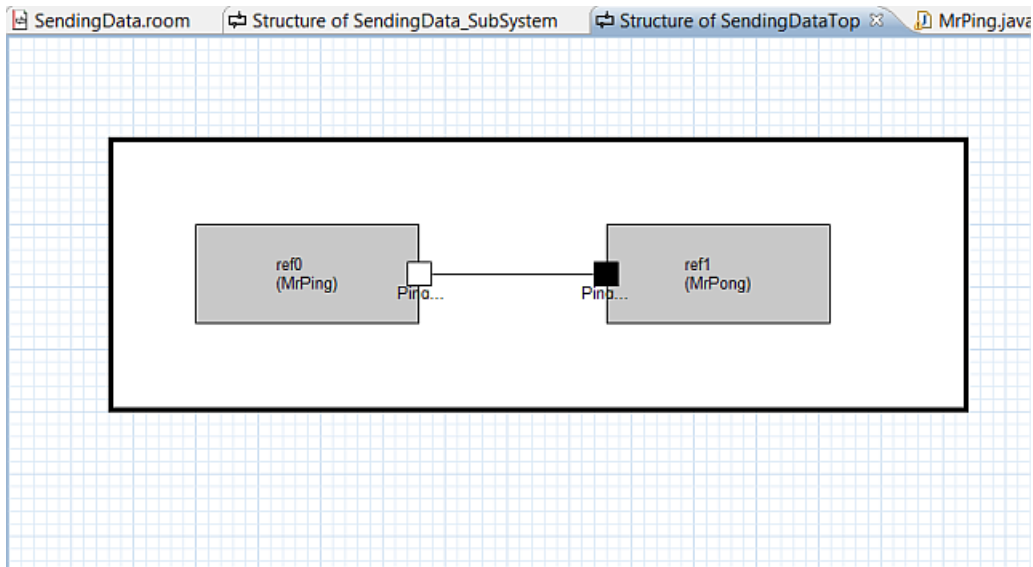 SendingData.room
Structure of SendingData_SubSystem
Structure of SendingDataTop
MrPing.java
ref0
(MrPing)
ref1
(MrPong)
Ping...
Ping...